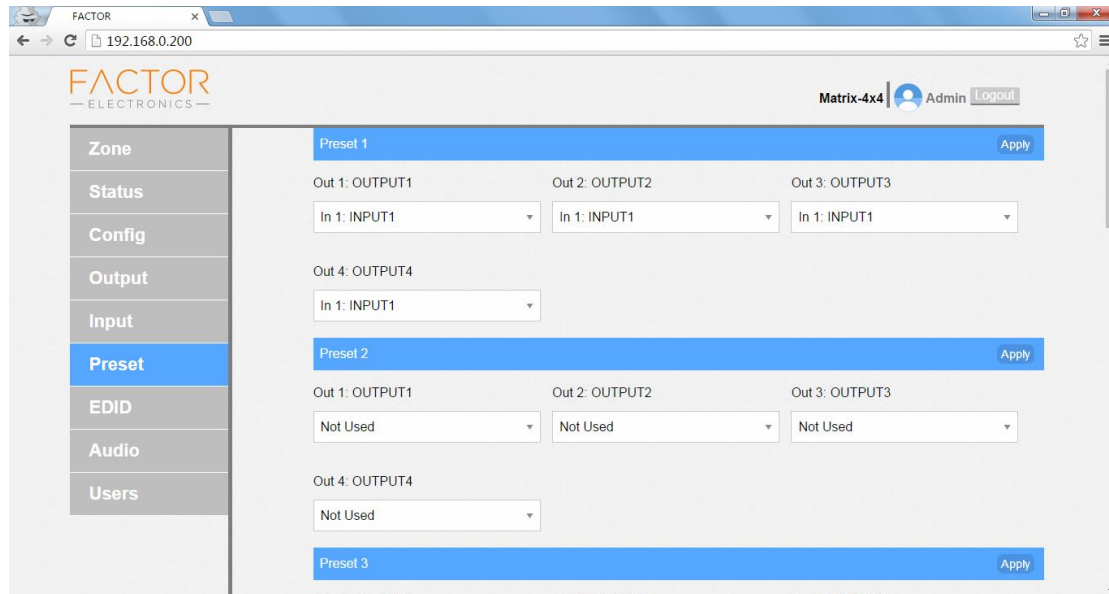 FACTOR
192.168.0.200
FACTOR
ELECTRONICS
Matrix-4x4 Admin Logout
Zone
Status
Config
Output
Input
Preset
EDID
Audio
Users
Preset 1 Apply
Out 1: OUTPUT1 Out 2: OUTPUT2 Out 3: OUTPUT3
In 1: INPUT1 In 1: INPUT1 In 1: INPUT1
Out 4: OUTPUT4
In 1: INPUT1
Preset 2 Apply
Out 1: OUTPUT1 Out 2: OUTPUT2 Out 3: OUTPUT3
Not Used Not Used Not Used
Out 4: OUTPUT4
Not Used
Preset 3 Apply